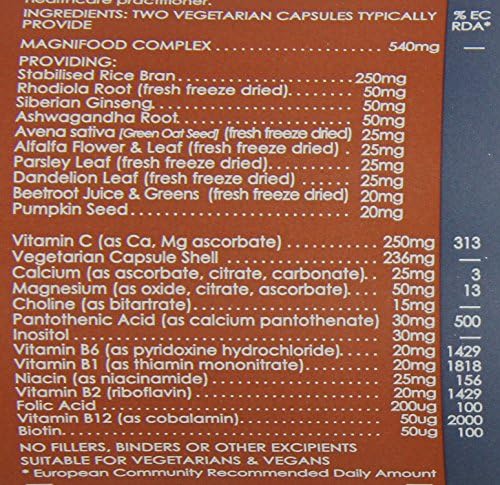 healthcare practitioner.
INGREDIENTS: TWO VEGETARIAN CAPSULES TYPICALLY PROVIDE % EC RDA*
MAGNIFOOD COMPLEX 540mg —
PROVIDING:
Stabilised Rice Bran 250mg
Rhodiola Root (fresh freeze dried) 50mg
Siberian Ginseng 50mg
Ashwagandha Root 50mg
Avena sativa [Green Oat Seed] (fresh freeze dried) 25mg
Alfalfa Flower & Leaf (fresh freeze dried) 25mg
Parsley Leaf (fresh freeze dried) 25mg
Dandelion Leaf (fresh freeze dried) 25mg
Beetroot Juice & Greens (fresh freeze dried) 20mg
Pumpkin Seed 20mg
Vitamin C (as Ca, Mg ascorbate) 250mg 313
Vegetarian Capsule Shell 236mg —
Calcium (as ascorbate, citrate, carbonate) 25mg 3
Magnesium (as oxide, citrate, ascorbate) 50mg 13
Choline (as bitartrate) 15mg —
Pantothenic Acid (as calcium pantothenate) 30mg 500
Inositol 30mg —
Vitamin B6 (as pyridoxine hydrochloride) 20mg 1429
Vitamin B1 (as thiamin mononitrate) 20mg 1818
Niacin (as niacinamide) 25mg 156
Vitamin B2 (riboflavin) 20mg 1429
Folic Acid 200ug 100
Vitamin B12 (as cobalamin) 50ug 2000
Biotin 50ug 100
NO FILLERS, BINDERS OR OTHER EXCIPIENTS
SUITABLE FOR VEGETARIANS & VEGANS
* European Community Recommended Daily Amount